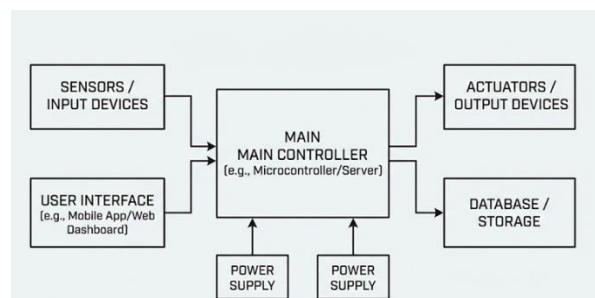 SENSORS /
INPUT DEVICES
USER INTERFACE
(e.g., Mobile App/Web
Dashboard)
MAIN
MAIN CONTROLLER
(e.g., Microcontroller/Server)
POWER
SUPPLY
POWER
SUPPLY
ACTUATORS /
OUTPUT DEVICES
DATABASE /
STORAGE